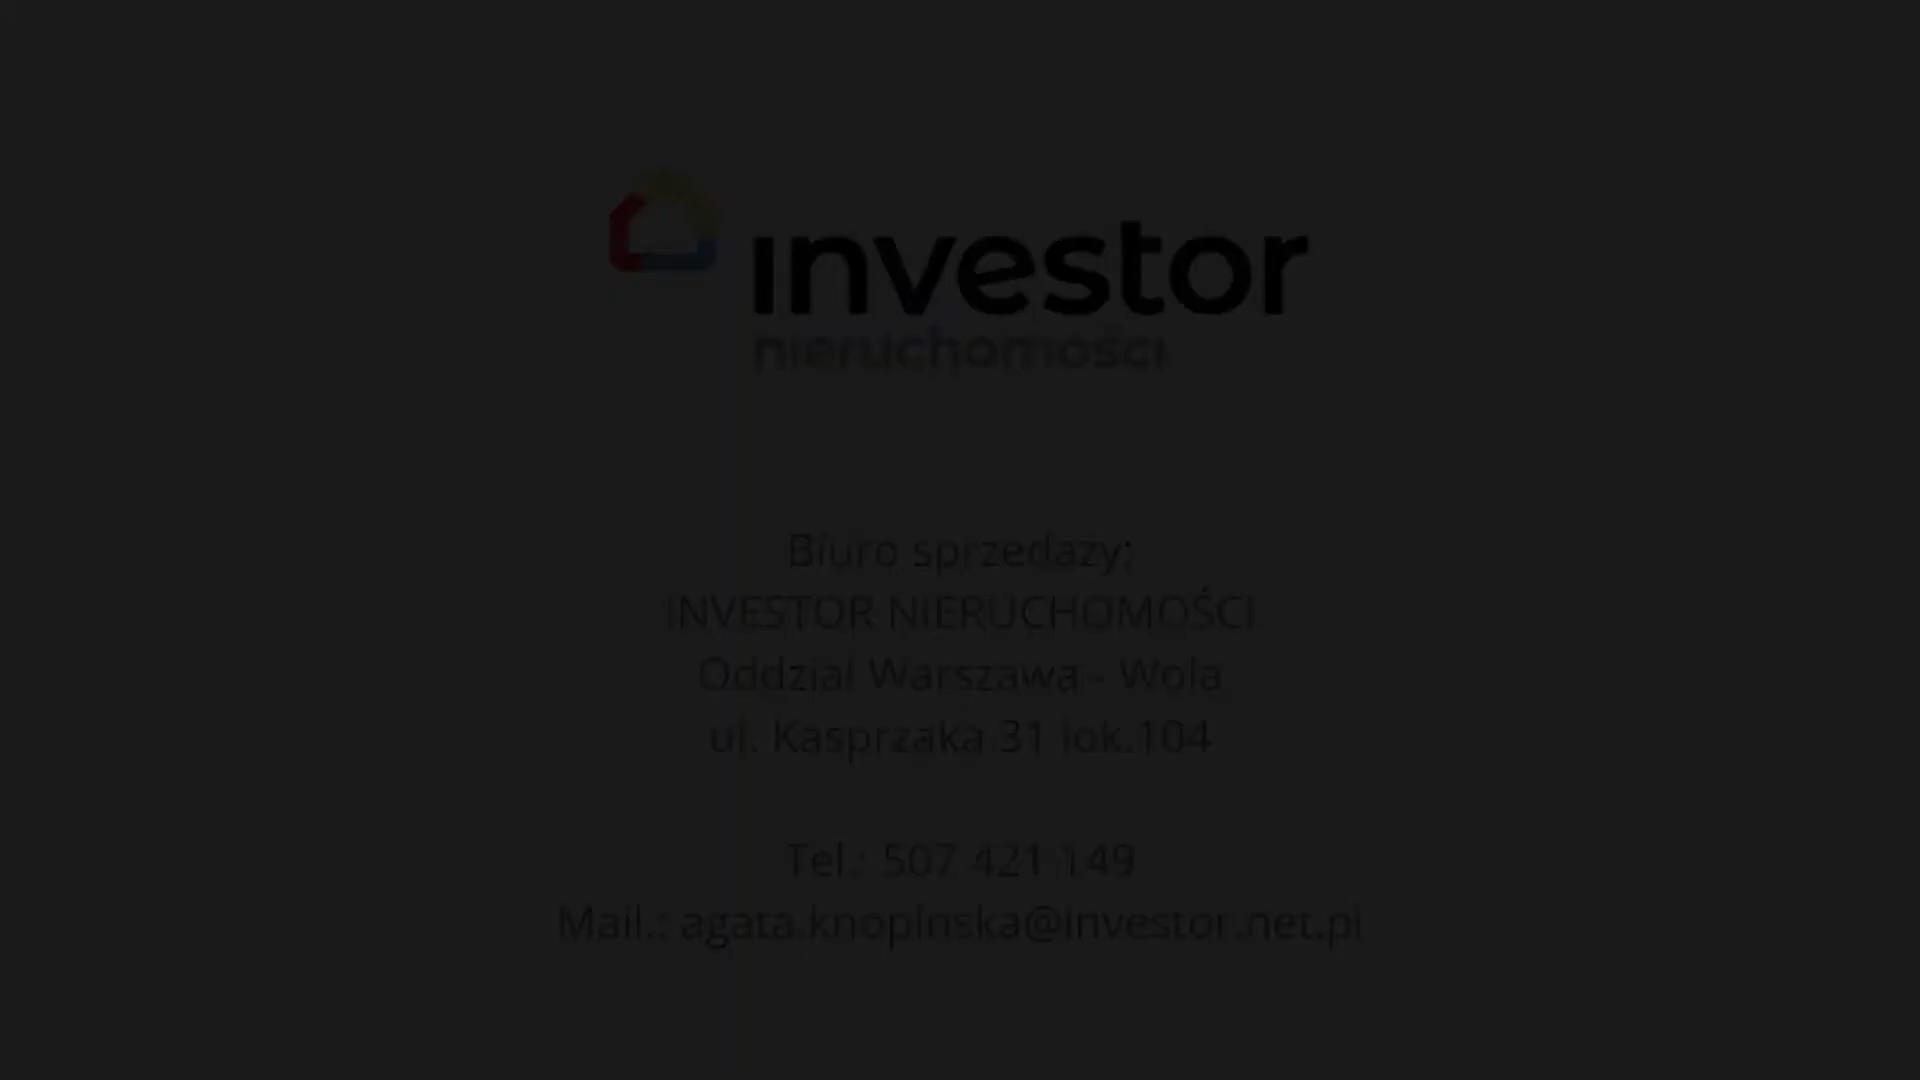 investor
nieruchomości
Biuro sprzedaży:
INVESTOR NIERUCHOMOŚCI
Oddział Warszawa - Wola
ul. Kasprzaka 31 lok.104
Tel.: 507 421 149
Mail.: agata.knopinska@investor.net.pl